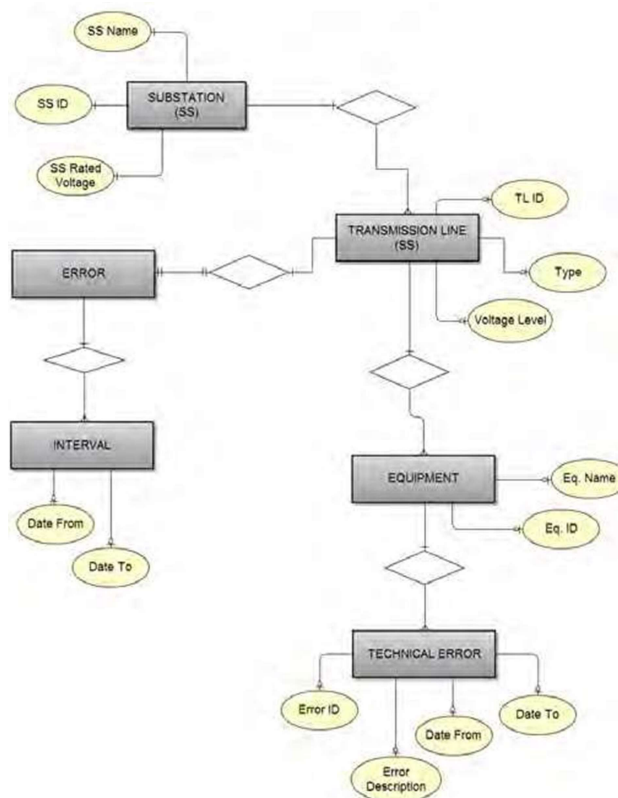 SS Name
SS ID
SUBSTATION
(SS)
SS Rated
Voltage
TL ID
TRANSMISSION LINE
(SS)
Type
Voltage Level
ERROR
INTERVAL
Date From
Date To
EQUIPMENT
Eq. Name
Eq. ID
TECHNICAL ERROR
Error ID
Error
Description
Date From
Date To